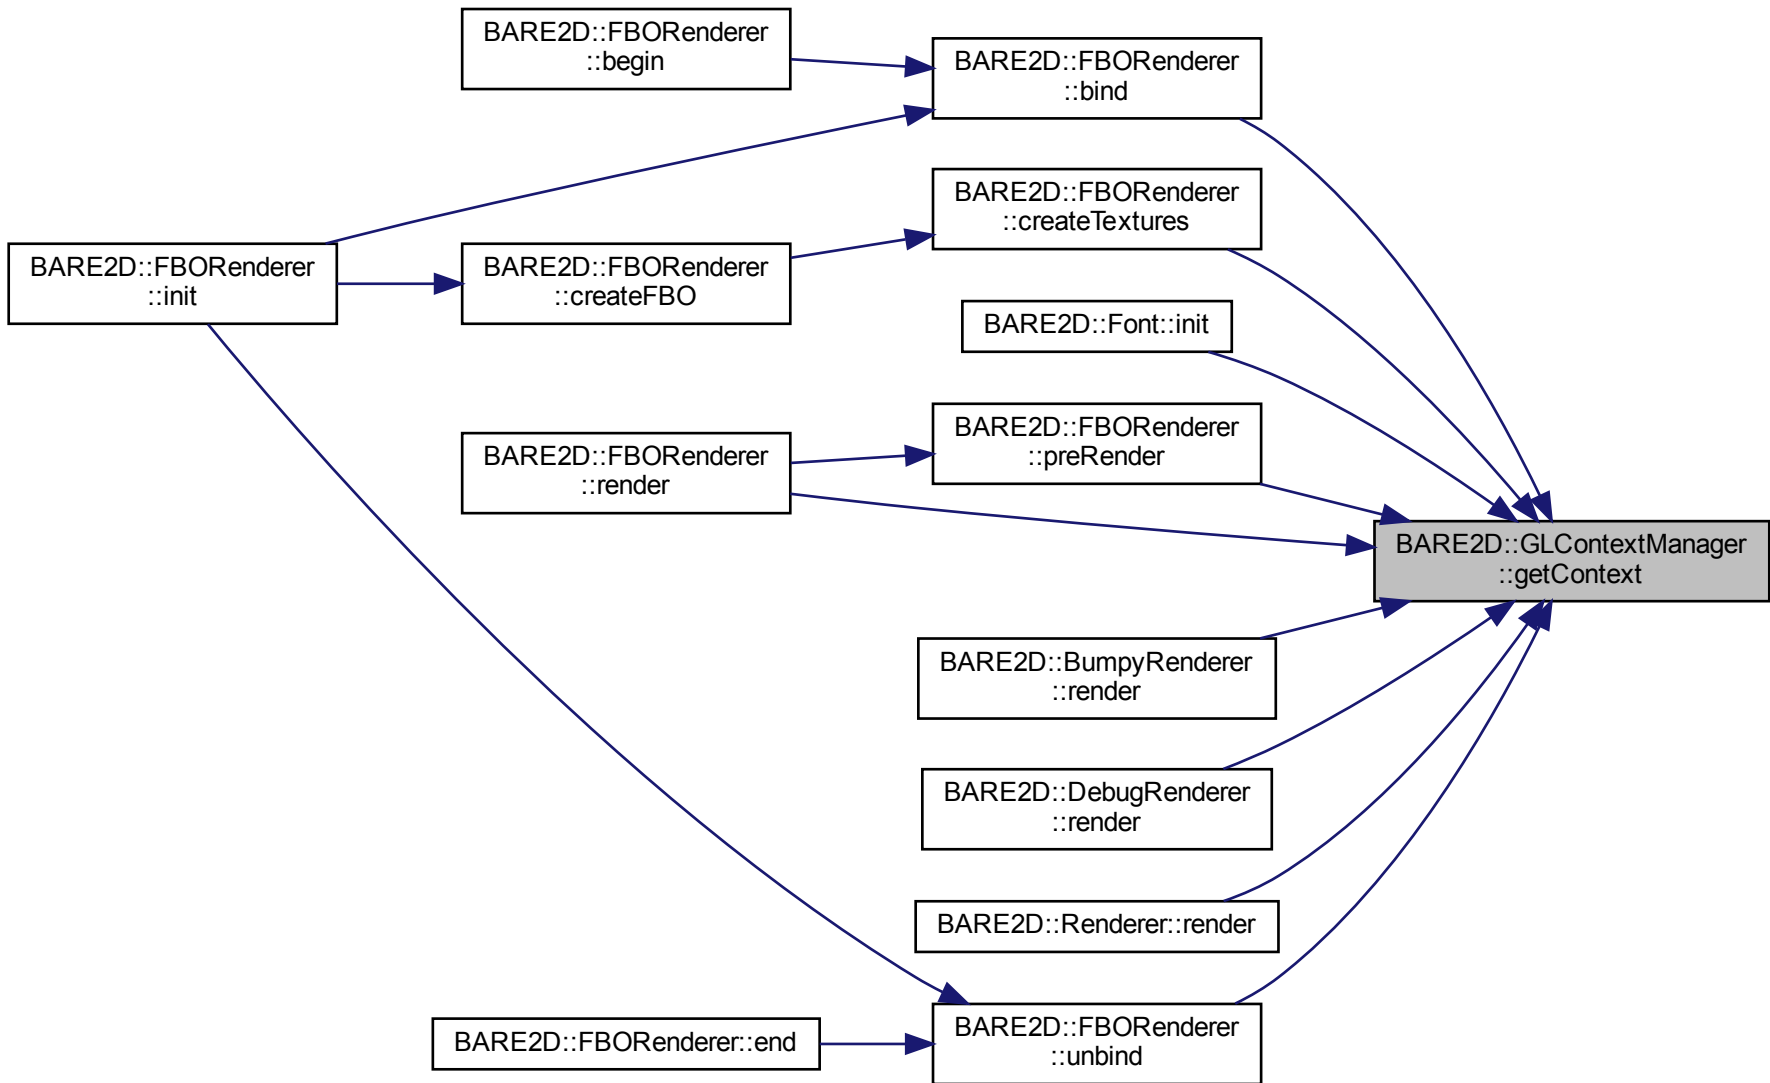 BARE2D::FBORenderer
::begin
BARE2D::FBORenderer
::bind
BARE2D::FBORenderer
::createTextures
BARE2D::FBORenderer
::init
BARE2D::FBORenderer
::createFBO
BARE2D::Font::init
BARE2D::FBORenderer
::preRender
BARE2D::FBORenderer
::render
BARE2D::GLContextManager
::getContext
BARE2D::BumpyRenderer
::render
BARE2D::DebugRenderer
::render
BARE2D::Renderer::render
BARE2D::FBORenderer
::unbind
BARE2D::FBORenderer::end